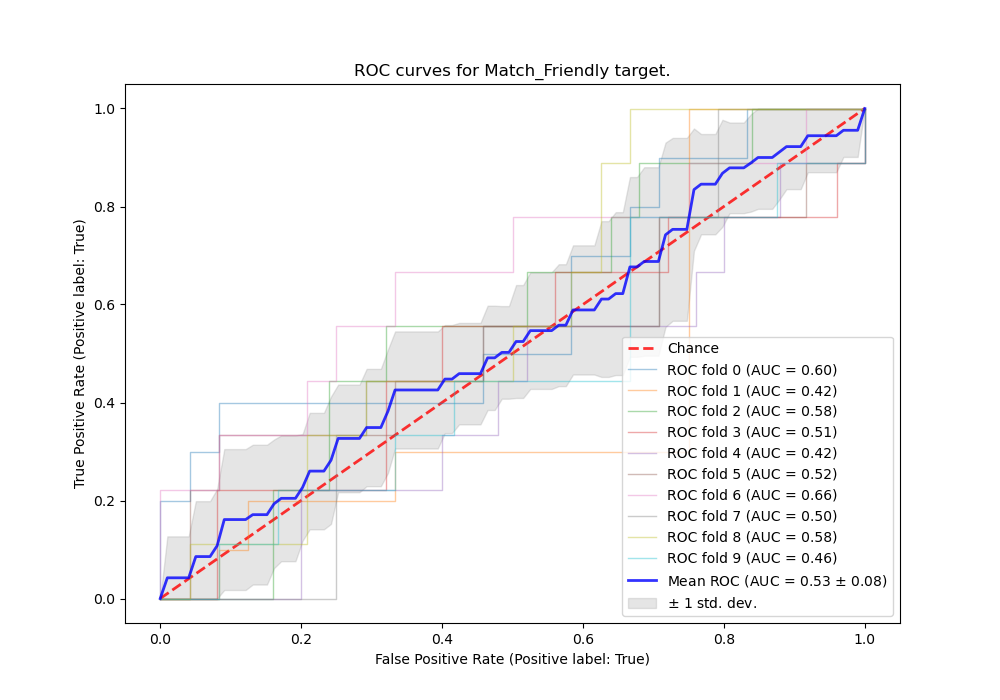 ROC curves for Match_Friendly target.
True Positive Rate (Positive label: True)
1.0
0.8
0.6
0.4
0.2
0.0
Chance
ROC fold 0 (AUC = 0.60)
ROC fold 1 (AUC = 0.42)
ROC fold 2 (AUC = 0.58)
ROC fold 3 (AUC = 0.51)
ROC fold 4 (AUC = 0.42)
ROC fold 5 (AUC = 0.52)
ROC fold 6 (AUC = 0.66)
ROC fold 7 (AUC = 0.50)
ROC fold 8 (AUC = 0.58)
ROC fold 9 (AUC = 0.46)
Mean ROC (AUC = 0.53 ± 0.08)
± 1 std. dev.
0.0 0.2 0.4 0.6 0.8 1.0
False Positive Rate (Positive label: True)